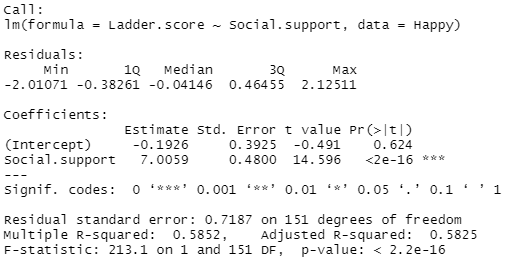 Call:
lm(formula = Ladder.score ~ Social.support, data = Happy)
Residuals:
Min 1Q Median 3Q Max
-2.01071 -0.38261 -0.04146 0.46455 2.12511
Coefficients:
Estimate Std. Error t value Pr(>|t|)
(Intercept) -0.1926 0.3925 -0.491 0.624
Social.support 7.0059 0.4800 14.596 <2e-16 ***
---
Signif. codes: 0 ‘***’ 0.001 ‘**’ 0.01 ‘*’ 0.05 ‘.’ 0.1 ‘ ’ 1
Residual standard error: 0.7187 on 151 degrees of freedom
Multiple R-squared: 0.5852, Adjusted R-squared: 0.5825
F-statistic: 213.1 on 1 and 151 DF, p-value: < 2.2e-16